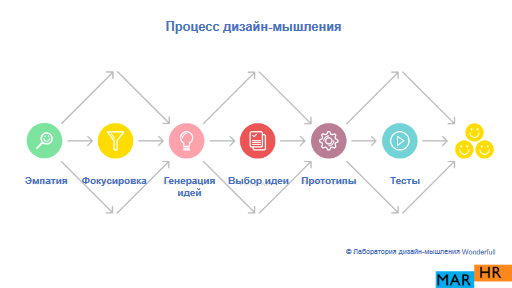 Процесс дизайн-мышления
Эмпатия Фокусировка Генерация Выбор идеи Прототипы Тесты
идей
© Лаборатория дизайн-мышления Wonderfull
MAR HR